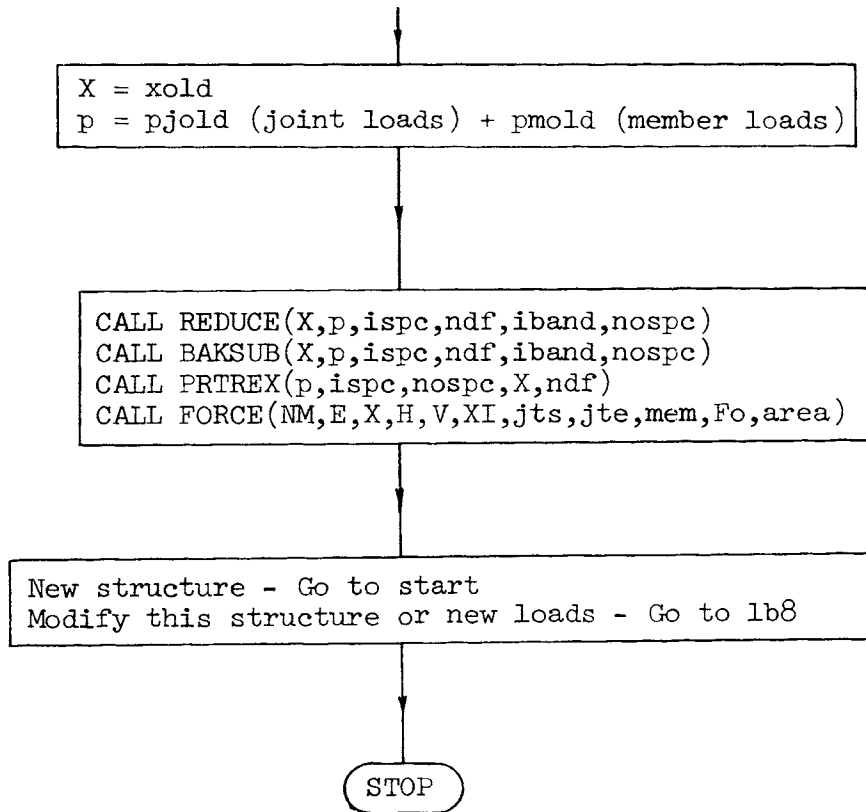 X = xold
p = pjold (joint loads) + pmold (member loads)
CALL REDUCE(X,p,ispc,ndf,iband,nospc)
CALL BAKSUB(X,p,ispc,ndf,iband,nospc)
CALL PRTREX(p,ispc,nospc,X,ndf)
CALL FORCE(NM,E,X,H,V,XI,jts,jte,mem,Fo,area)
New structure - Go to start
Modify this structure or new loads - Go to lb8
STOP